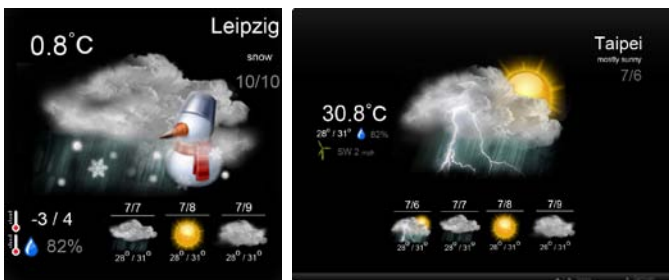 Leipzig
0.8°C
snow
10/10
-3 / 4
82%
7/7 7/8 7/9
28° / 31° 28° / 31° 28° / 31°
Taipei
mostly sunny
7/6
30.8°C
28° / 31° 82%
SW 2 mph
7/6 7/7 7/8 7/9
28° / 31° 28° / 31° 28° / 31° 28° / 31°